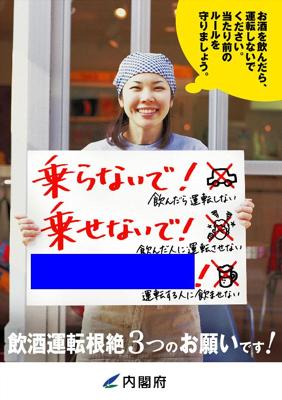 お酒を飲んだら、
運転しないで
ください。
当たり前の
ルールを
守りましょう。
乗らないで!
飲んだら運転しない
乗せないで!
飲んだ人に運転させない
!
運転する人に飲ませない
飲酒運転根絶3つのお願いです!
内閣府